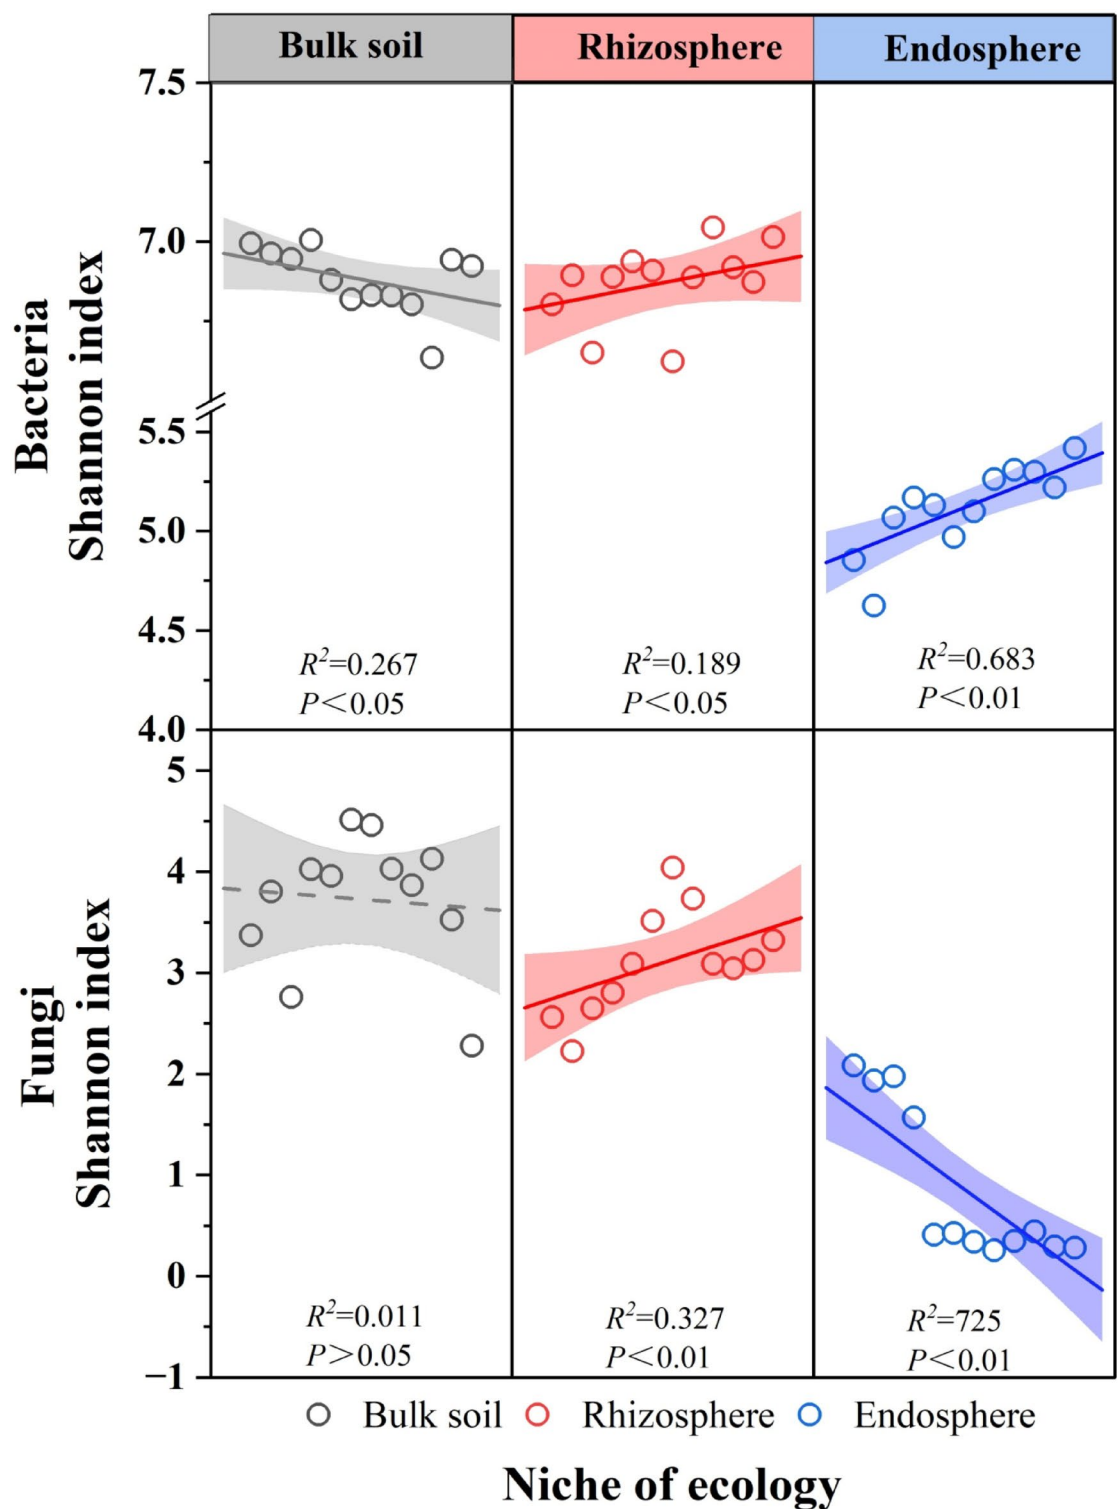 Bulk soil Rhizosphere Endosphere
Bacteria
Shannon index
7.5
7.0
5.5
5.0
4.5
4.0
R²=0.267
P<0.05
R²=0.189
P<0.05
R²=0.683
P<0.01
Fungi
Shannon index
5
4
3
2
1
0
−1
R²=0.011
P>0.05
R²=0.327
P<0.01
R²=725
P<0.01
Bulk soil Rhizosphere Endosphere
Niche of ecology